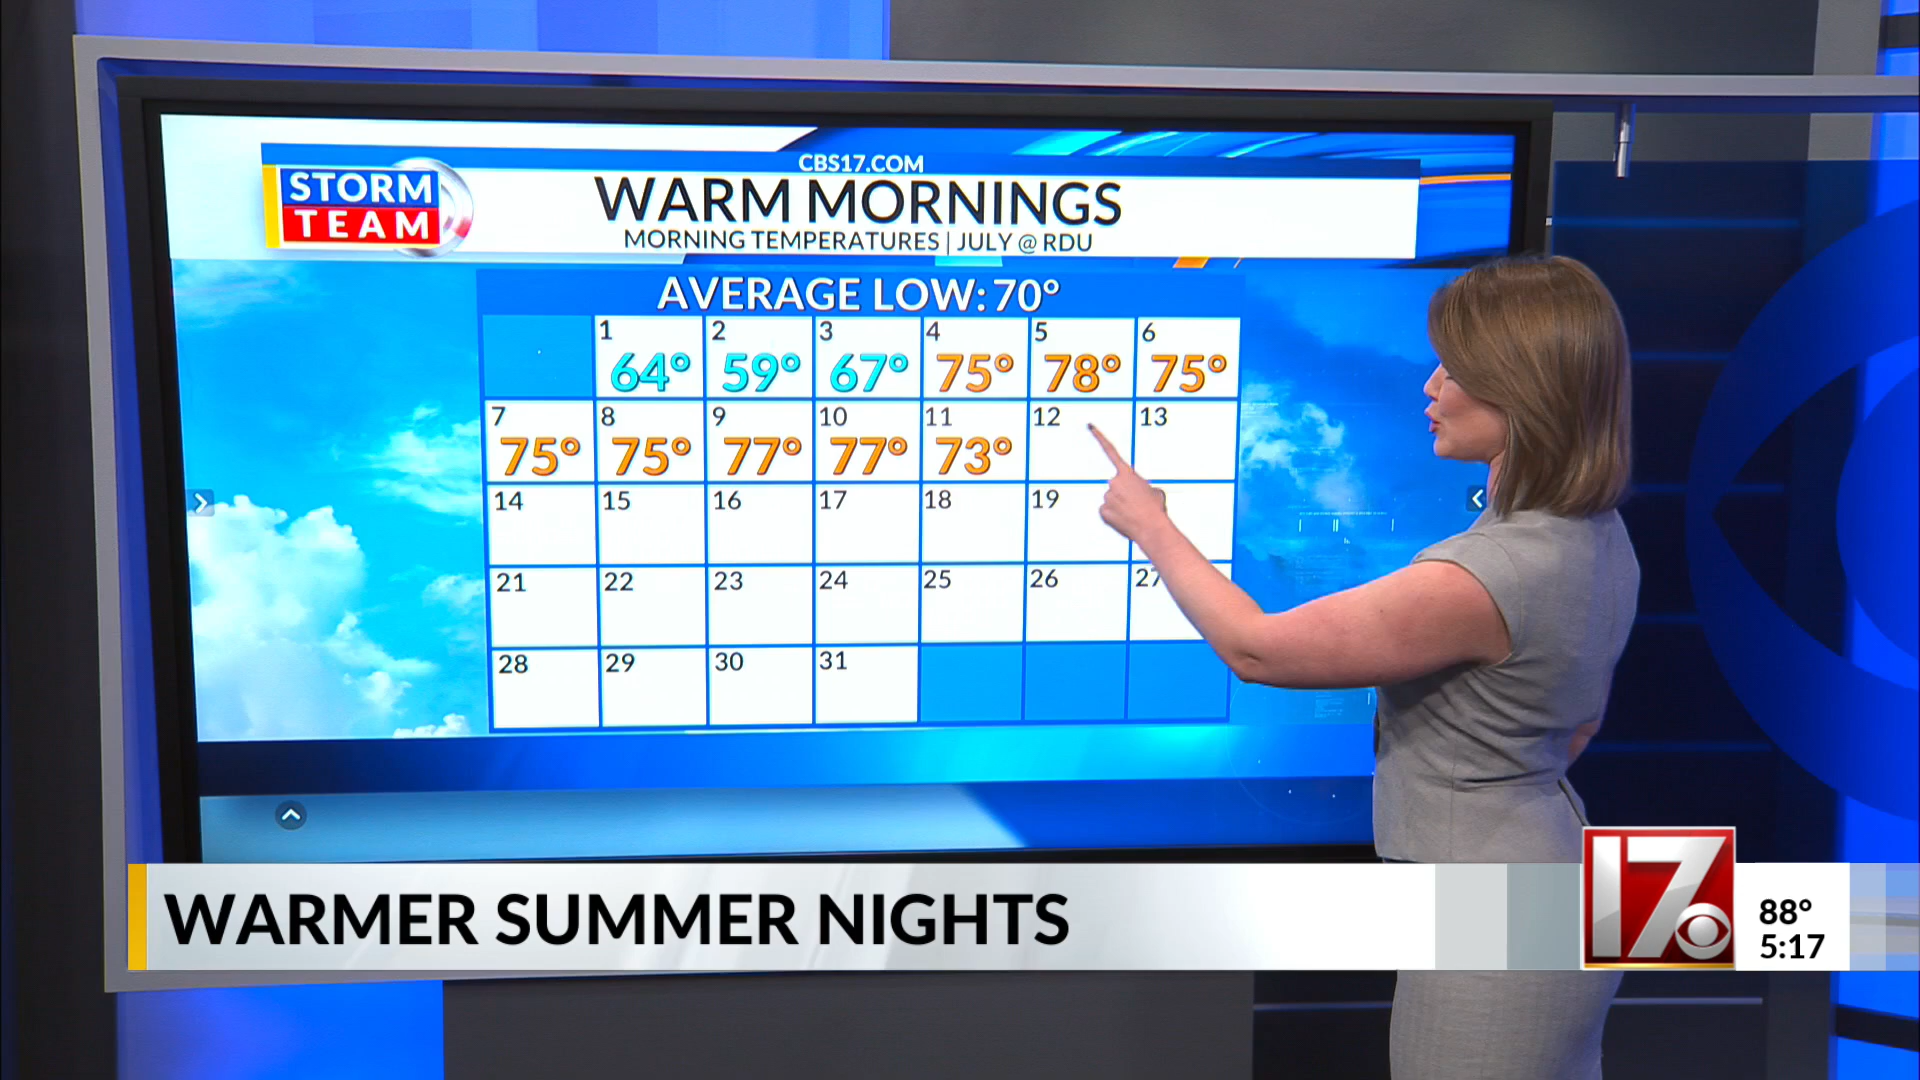 CBS17.COM
STORM
TEAM
WARM MORNINGS
MORNING TEMPERATURES | JULY @ RDU
AVERAGE LOW: 70°
1 2 3 4 5 6
64° 59° 67° 75° 78° 75°
7 8 9 10 11 12 13
75° 75° 77° 77° 73°
14 15 16 17 18 19
21 22 23 24 25 26 27
28 29 30 31
WARMER SUMMER NIGHTS
17
88°
5:17